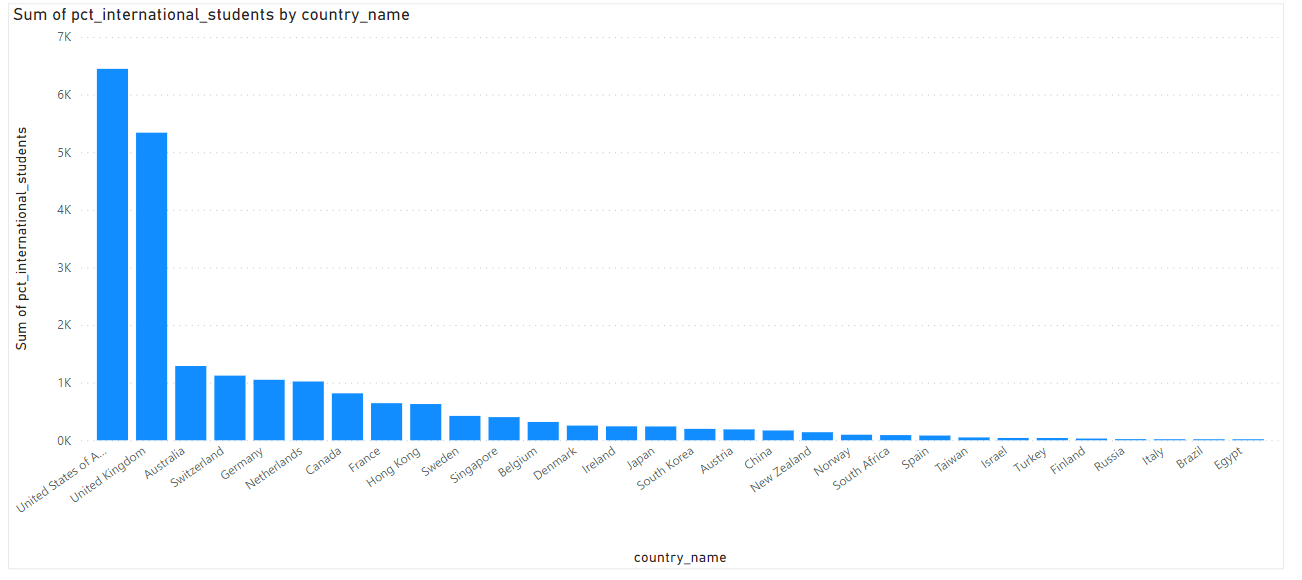 Sum of pct_international_students by country_name
7K
6K
5K
4K
3K
2K
1K
0K
Sum of pct_international_students
United States of A...
United Kingdom
Australia
Switzerland
Germany
Netherlands
Canada
France
Hong Kong
Sweden
Singapore
Belgium
Denmark
Ireland
Japan
South Korea
Austria
China
New Zealand
Norway
South Africa
Spain
Taiwan
Israel
Turkey
Finland
Russia
Italy
Brazil
Egypt
country_name